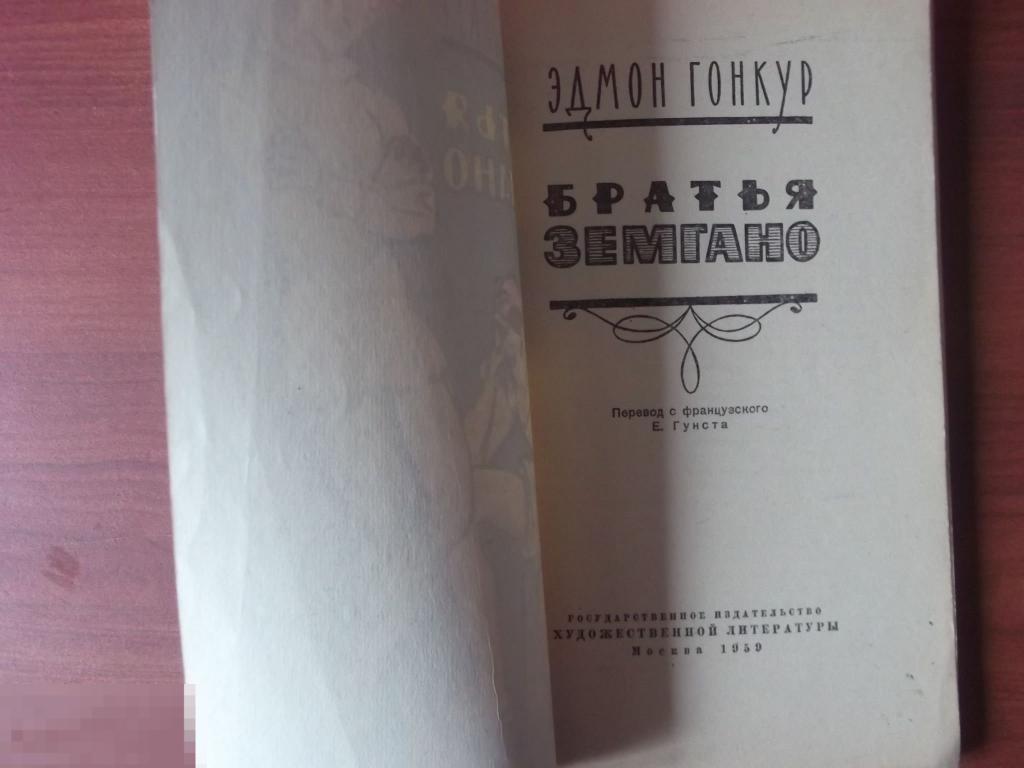 ЭДМОН ГОНКУР
БРАТЬЯ
ЗЕМГАНО
Перевод с французского
Е. Гунста
ГОСУДАРСТВЕННОЕ ИЗДАТЕЛЬСТВО
ХУДОЖЕСТВЕННОЙ ЛИТЕРАТУРЫ
Москва 1959